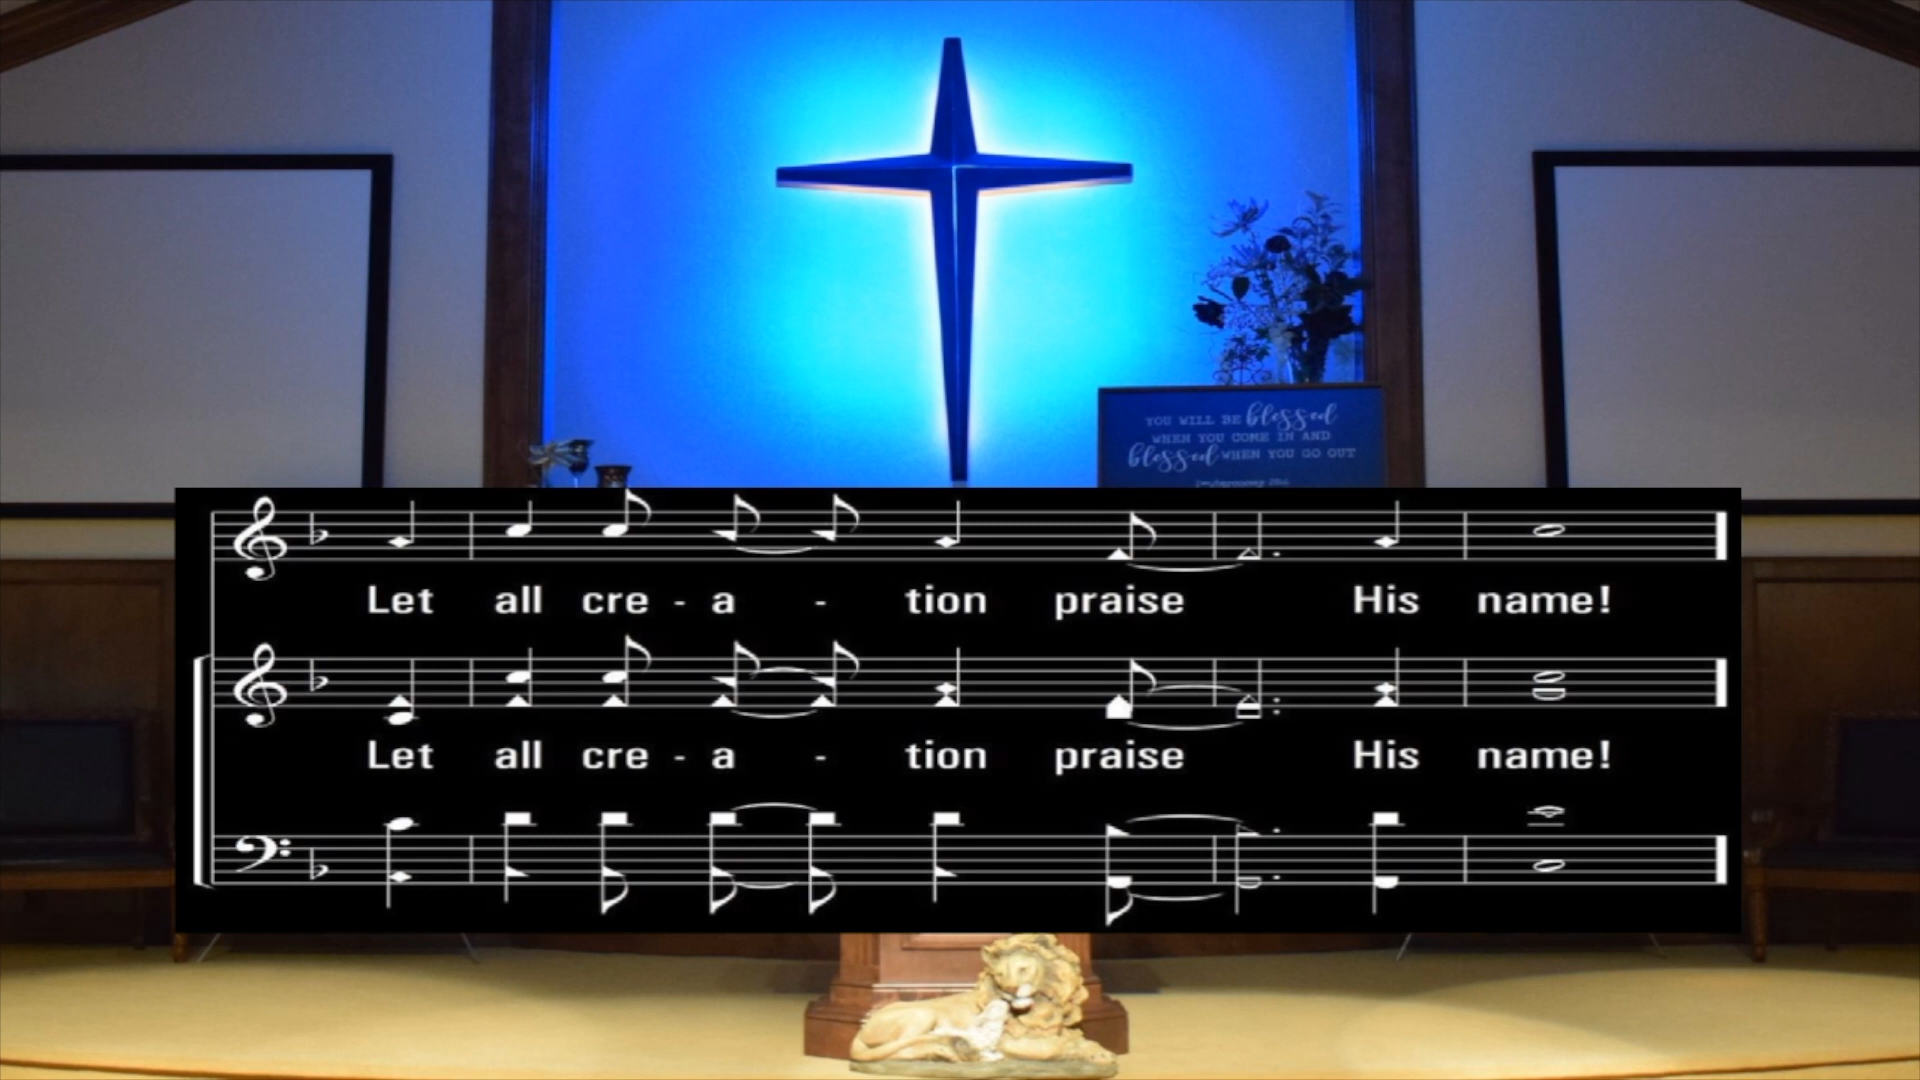 YOU WILL BE blessed
WHEN YOU COME IN AND
blessed WHEN YOU GO OUT
Let all cre - a - tion praise His name!
Let all cre - a - tion praise His name!